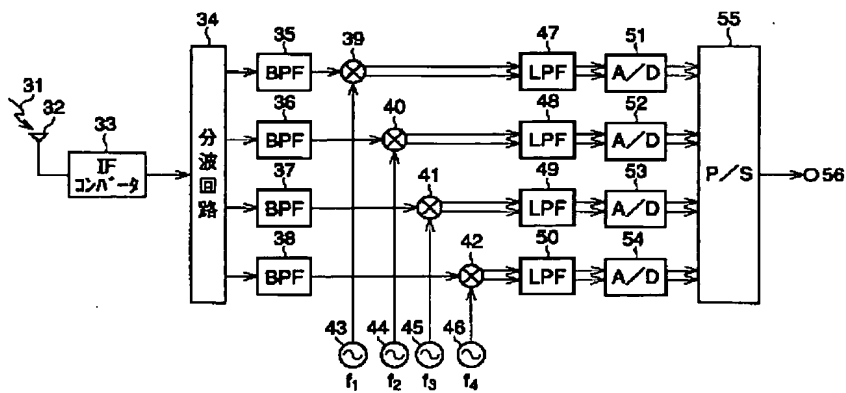 34
35
39
47
51
55
BPF
LPF
A/D
31
32
36
40
48
52
33
分波回路
BPF
LPF
A/D
IF
コンバータ
37
41
49
53
BPF
LPF
A/D
P/S
56
38
42
50
54
BPF
LPF
A/D
43
44
45
46
f1
f2
f3
f4